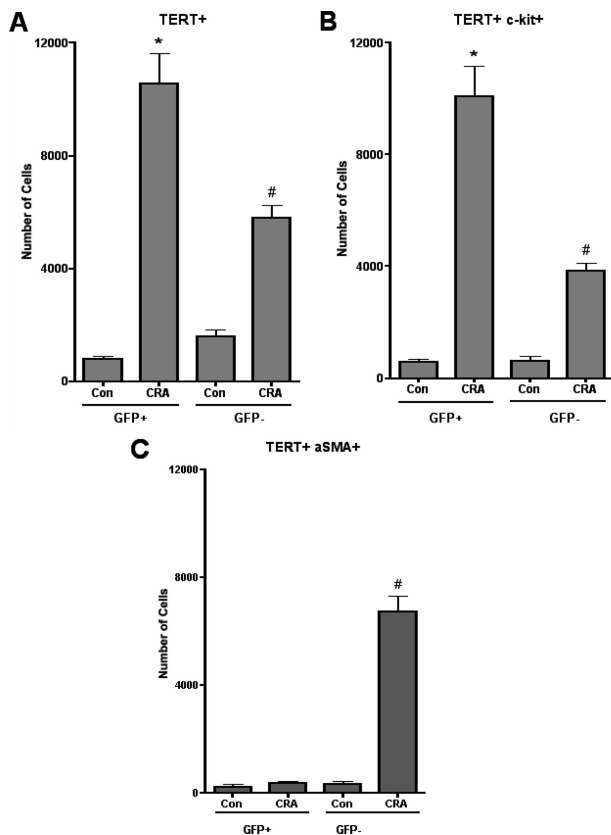 A
TERT+
12000
8000
4000
0
Number of Cells
*
#
Con CRA Con CRA
GFP+ GFP-
B
TERT+ c-kit+
12000
8000
4000
0
Number of Cells
*
#
Con CRA Con CRA
GFP+ GFP-
C
TERT+ aSMA+
12000
8000
4000
0
Number of Cells
#
Con CRA Con CRA
GFP+ GFP-